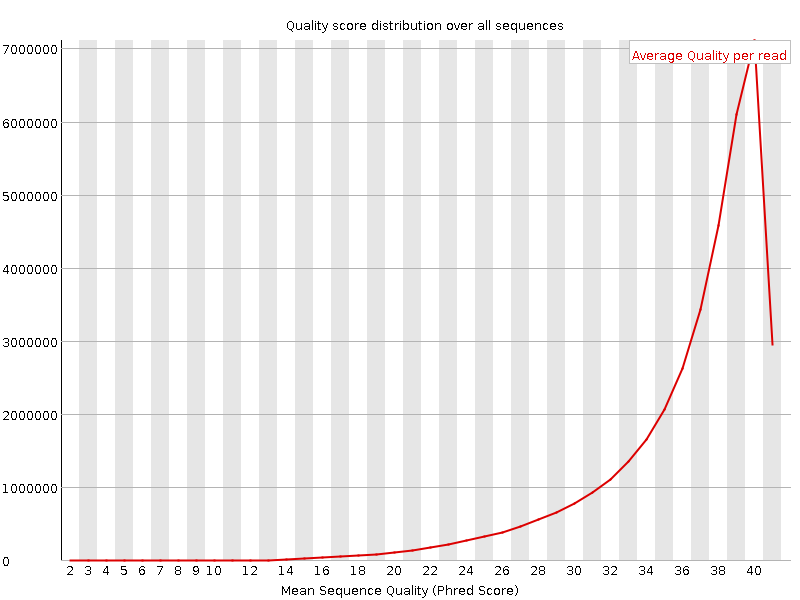 Quality score distribution over all sequences
Average Quality per read
7000000
6000000
5000000
4000000
3000000
2000000
1000000
0
2 3 4 5 6 7 8 9 10 12 14 16 18 20 22 24 26 28 30 32 34 36 38 40
Mean Sequence Quality (Phred Score)